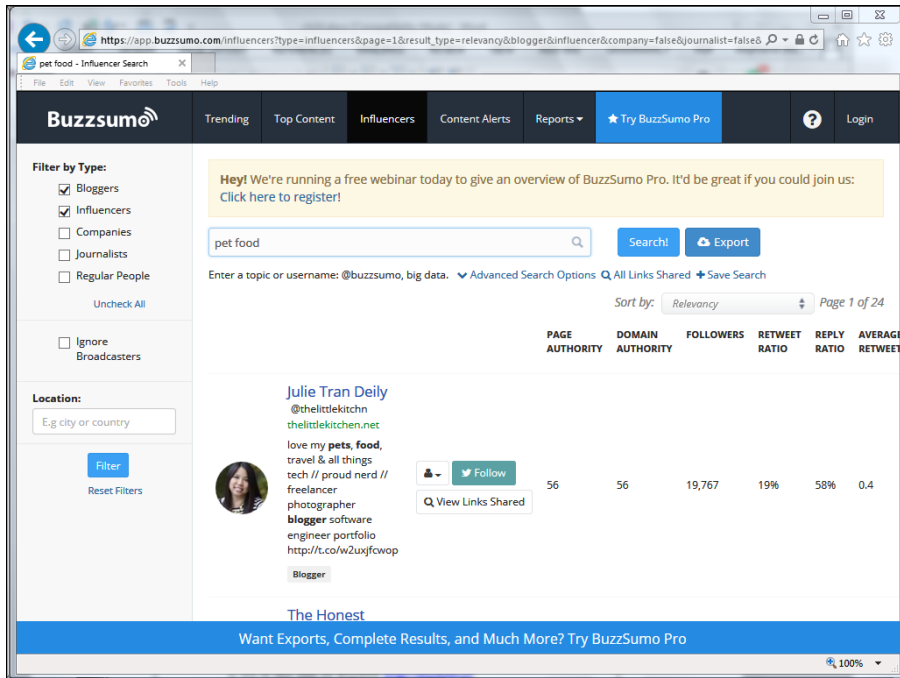 https://app.buzzsumo.com/influencers?type=influencers&page=1&result_type=relevancy&blogger&influencer&company=false&journalist=false&
pet food - Influencer Search
File Edit View Favorites Tools Help
Buzzsumo Trending Top Content Influencers Content Alerts Reports Try BuzzSumo Pro ? Login
Filter by Type:
Bloggers
Influencers
Companies
Journalists
Regular People
Uncheck All
Ignore
Broadcasters
Location:
E.g city or country
Filter
Reset Filters
Hey! We're running a free webinar today to give an overview of BuzzSumo Pro. It'd be great if you could join us:
Click here to register!
pet food
Search! Export
Enter a topic or username: @buzzsumo, big data. Advanced Search Options All Links Shared Save Search
Sort by: Relevancy Page 1 of 24
PAGE AUTHORITY DOMAIN AUTHORITY FOLLOWERS RETWEET RATIO REPLY RATIO AVERAGE RETWEET
Julie Tran Deily
@thelittlekitchn
thelittlekitchen.net
love my pets, food,
travel & all things
tech // proud nerd //
freelancer
photographer
blogger software
engineer portfolio
http://t.co/w2uxjfcwop
Blogger
Follow
View Links Shared
56 56 19,767 19% 58% 0.4
The Honest
Want Exports, Complete Results, and Much More? Try BuzzSumo Pro
100%